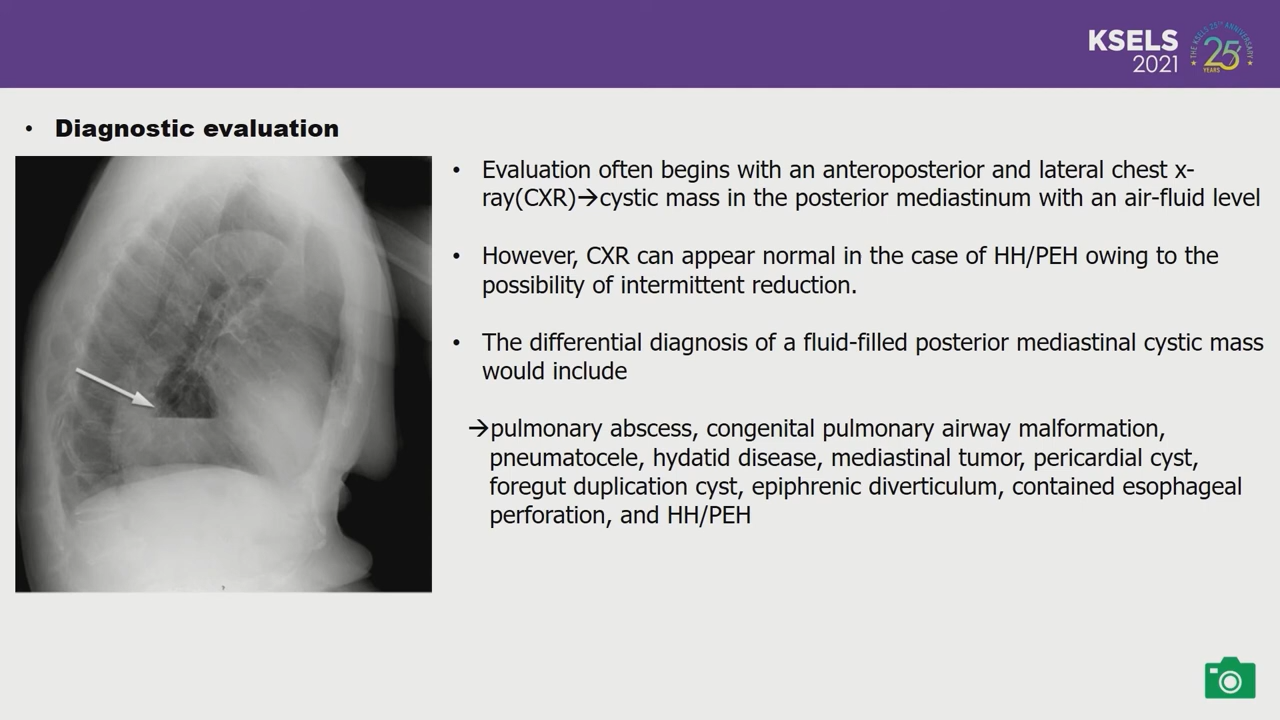 KSELS
2021
THE KSELS 25TH ANNIVERSARY
25
YEARS
• Diagnostic evaluation
• Evaluation often begins with an anteroposterior and lateral chest x-
ray(CXR)→cystic mass in the posterior mediastinum with an air-fluid level
• However, CXR can appear normal in the case of HH/PEH owing to the
possibility of intermittent reduction.
• The differential diagnosis of a fluid-filled posterior mediastinal cystic mass
would include
→pulmonary abscess, congenital pulmonary airway malformation,
pneumatocele, hydatid disease, mediastinal tumor, pericardial cyst,
foregut duplication cyst, epiphrenic diverticulum, contained esophageal
perforation, and HH/PEH